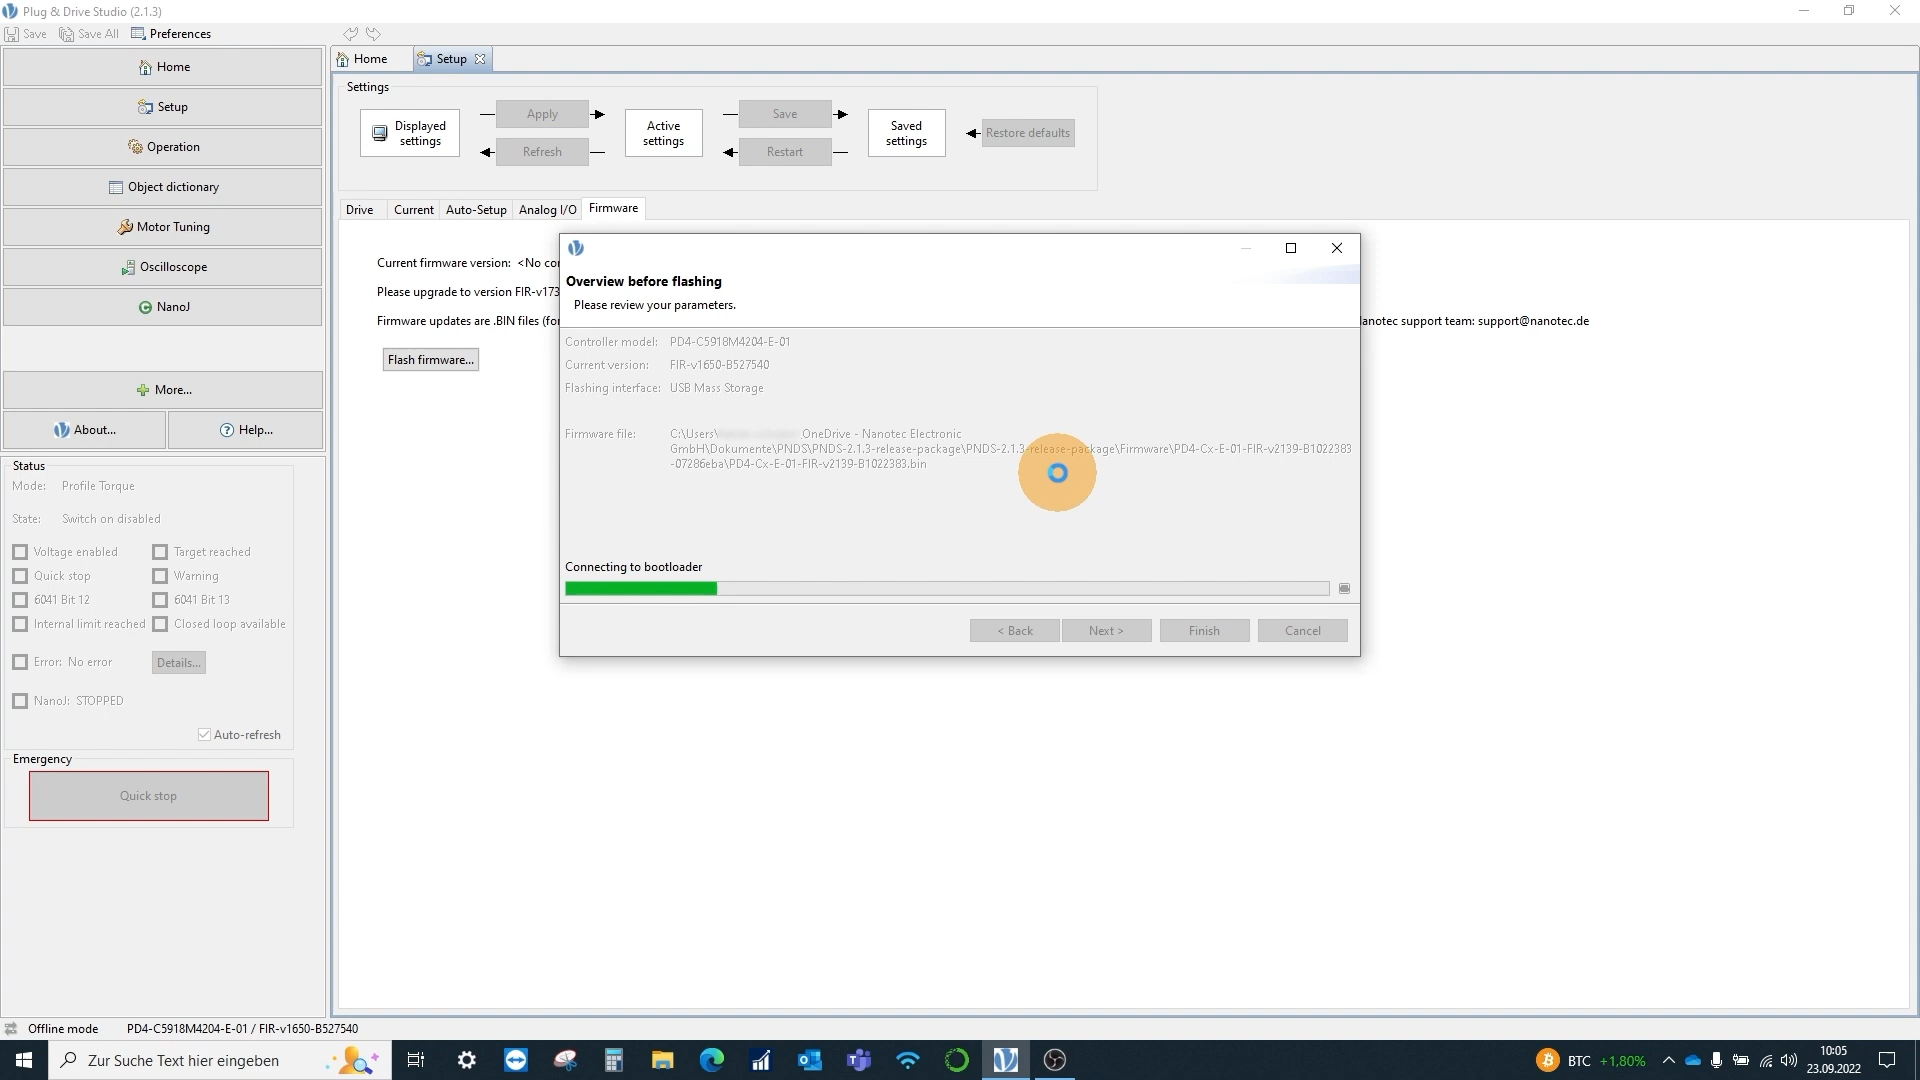 Plug & Drive Studio (2.1.3)
Save Save All Preferences
Home
Setup
Operation
Object dictionary
Motor Tuning
Oscilloscope
NanoJ
More...
About... Help...
Status
Mode: Profile Torque
State: Switch on disabled
Voltage enabled Target reached
Quick stop Warning
6041 Bit 12 6041 Bit 13
Internal limit reached Closed loop available
Error: No error Details...
NanoJ: STOPPED
Auto-refresh
Emergency
Quick stop
Home Setup
Settings
Displayed settings
Apply
Refresh
Active settings
Save
Restart
Saved settings
Restore defaults
Drive Current Auto-Setup Analog I/O Firmware
Current firmware version: <No
Please upgrade to version FIR-v173
Firmware updates are .BIN files
support team: support@nanotec.de
Flash firmware...
Overview before flashing
Please review your parameters.
Controller model: PD4-C5918M4204-E-01
Current version: FIR-v1650-B527540
Flashing interface: USB Mass Storage
Firmware file: C:\Users\ OneDrive - Nanotec Electronic
GmbH\Dokumente\PNDS\PNDS-2.1.3-release-package\PNDS-2.1.3-release-package\Firmware\PD4-Cx-E-01-FIR-v2139-B1022383
-07286eba\PD4-Cx-E-01-FIR-v2139-B1022383.bin
Connecting to bootloader
< Back Next > Finish Cancel
Offline mode PD4-C5918M4204-E-01 / FIR-v1650-B527540
Zur Suche Text hier eingeben
BTC +1,80%
10:05
23.09.2022